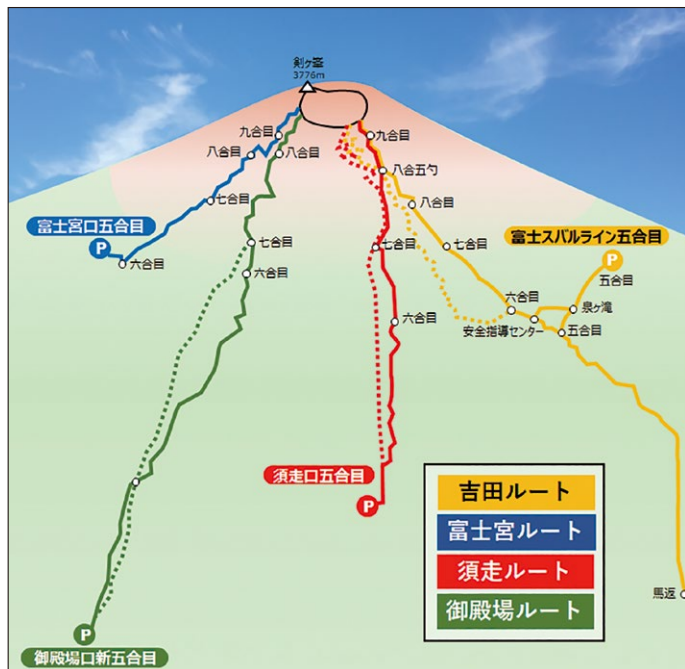 剣ヶ峯
3776m
九合目
八合目
七合目
富士宮口五合目
P
六合目
八合目
七合目
六合目
九合目
八合五勺
八合目
七合目
富士スバルライン五合目
P
五合目
六合目
泉ヶ滝
安全指導センター
五合目
七合目
六合目
須走口五合目
P
馬返
P
御殿場口新五合目
吉田ルート
富士宮ルート
須走ルート
御殿場ルート